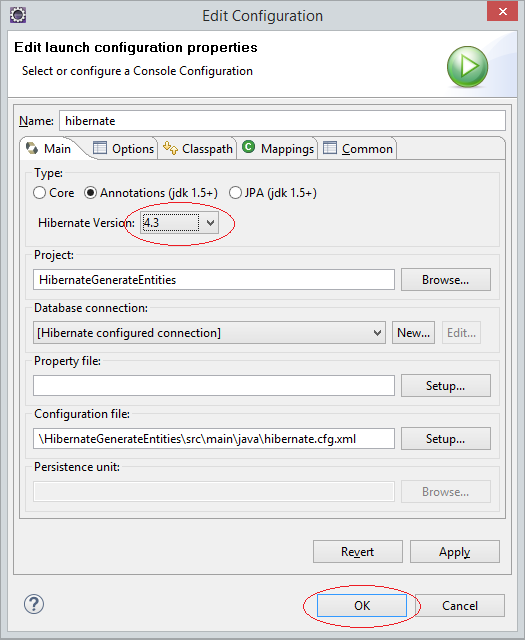 Edit Configuration
Edit launch configuration properties
Select or configure a Console Configuration
Name: hibernate
Main Options Classpath Mappings Common
Type:
Core Annotations (jdk 1.5+) JPA (jdk 1.5+)
Hibernate Version: 4.3
Project:
HibernateGenerateEntities Browse...
Database connection:
[Hibernate configured connection] New... Edit...
Property file:
Setup...
Configuration file:
\HibernateGenerateEntities\src\main\java\hibernate.cfg.xml Setup...
Persistence unit:
Browse...
Revert Apply
OK Cancel